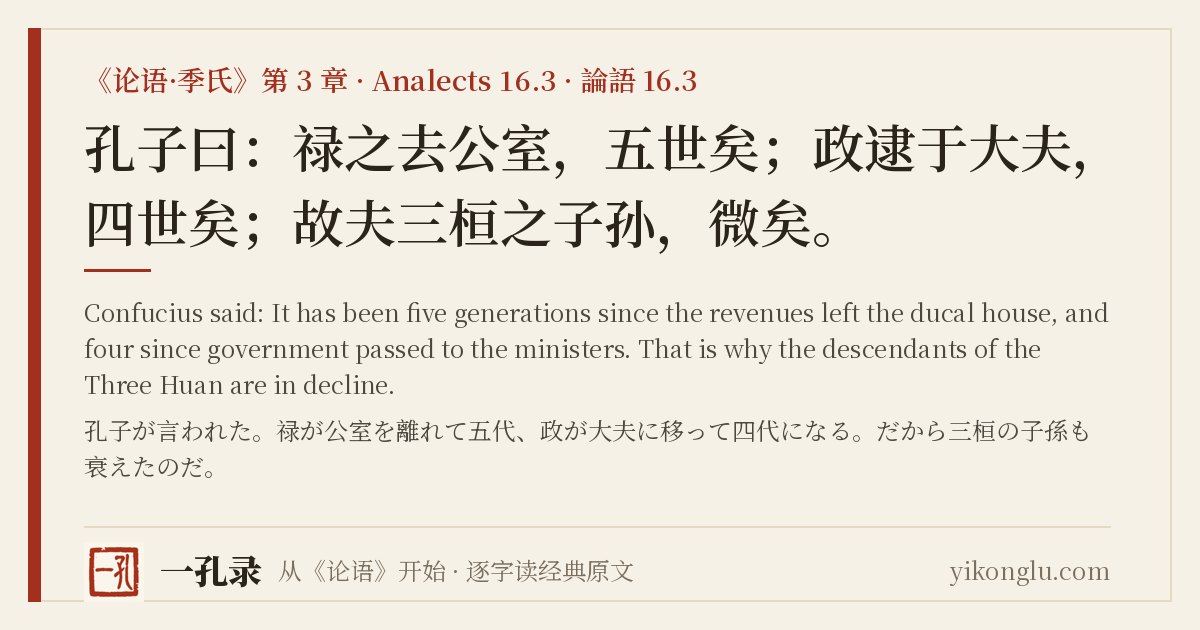 《论语·季氏》第 3 章 · Analects 16.3 · 論語 16.3
孔子曰：禄之去公室，五世矣；政逮于大夫，
四世矣；故夫三桓之子孙，微矣。
Confucius said: It has been five generations since the revenues left the ducal house, and
four since government passed to the ministers. That is why the descendants of the
Three Huan are in decline.
孔子が言われた。禄が公室を離れて五代、政が大夫に移って四代になる。だから三桓の子孫も
衰えたのだ。
一孔
一孔录 从《论语》开始 · 逐字读经典原文 yikonglu.com